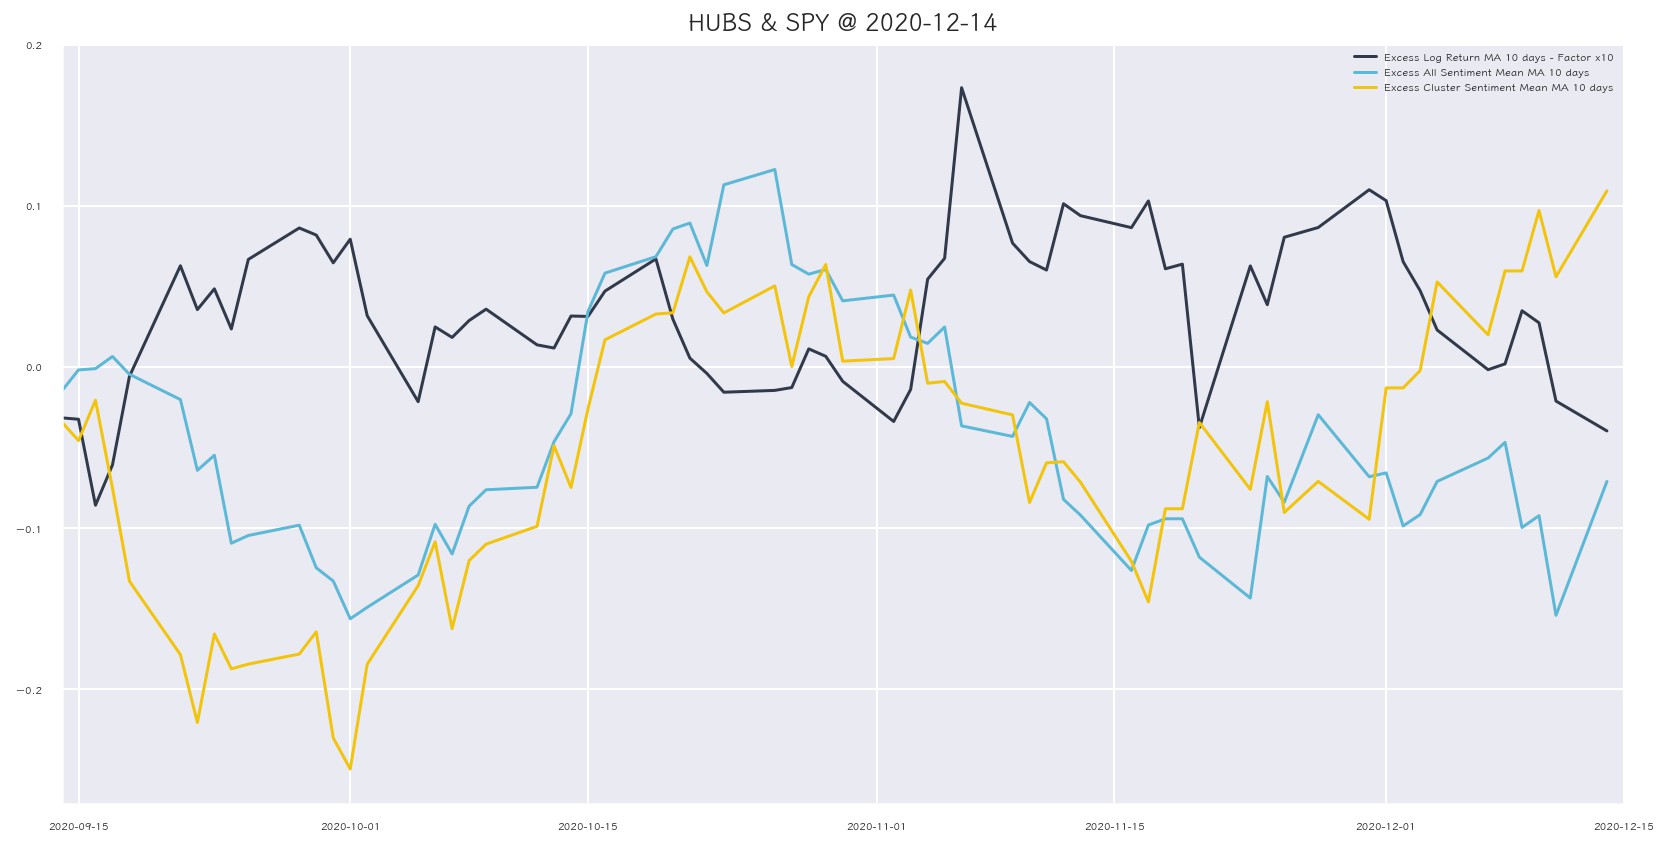 HUBS & SPY @ 2020-12-14
0.2
Excess Log Return MA 10 days - Factor x10
Excess All Sentiment Mean MA 10 days
Excess Cluster Sentiment Mean MA 10 days
0.1
0.0
−0.1
−0.2
2020-09-15 2020-10-01 2020-10-15 2020-11-01 2020-11-15 2020-12-01 2020-12-15